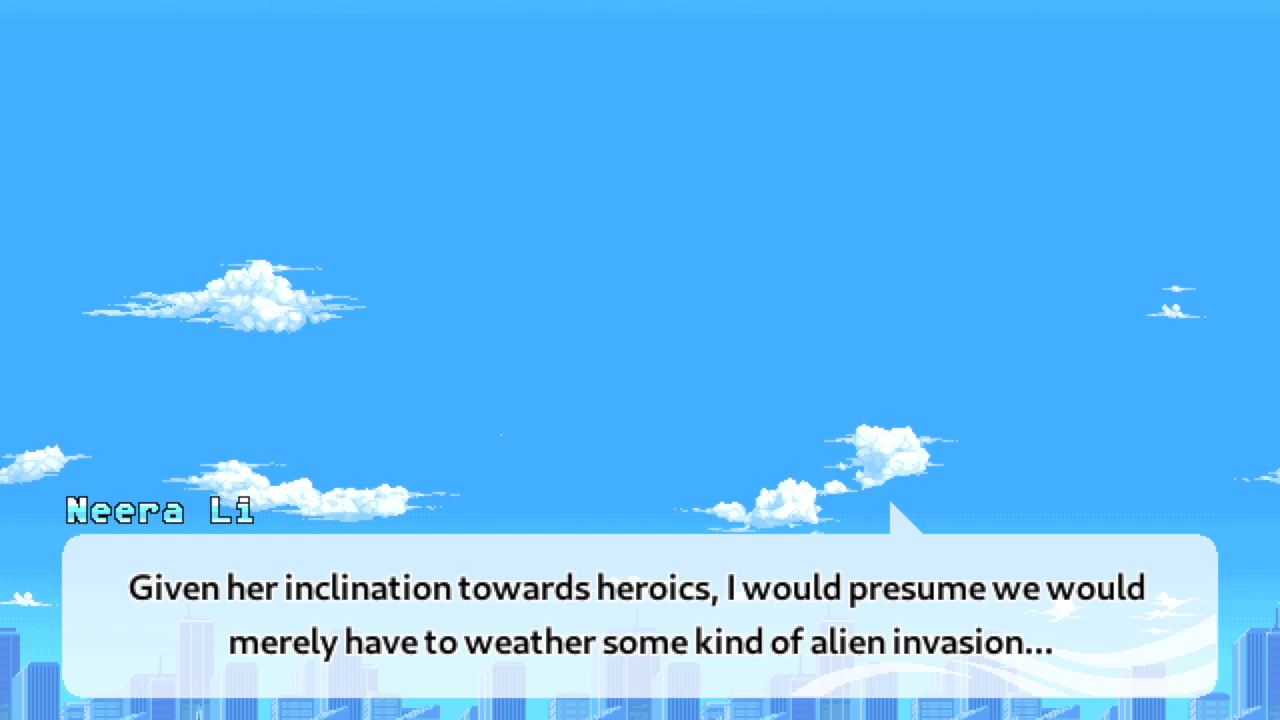 Neera Li
Given her inclination towards heroics, I would presume we would
merely have to weather some kind of alien invasion...